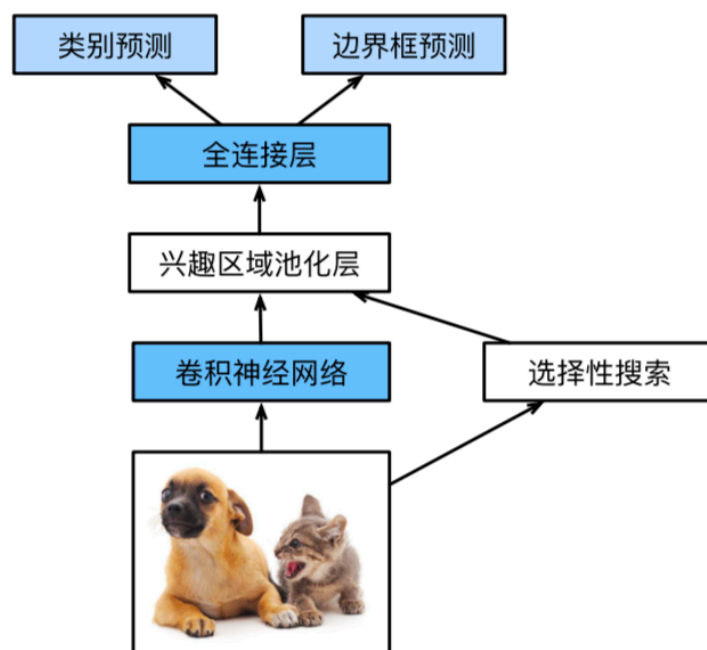 类别预测
边界框预测
全连接层
兴趣区域池化层
卷积神经网络
选择性搜索